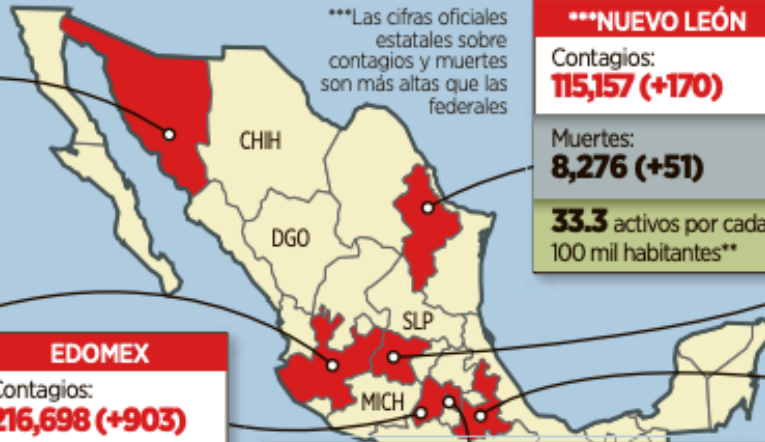 ***Las cifras oficiales
estatales sobre
contagios y muertes
son más altas que las
federales
***NUEVO LEÓN
Contagios:
115,157 (+170)
Muertes:
8,276 (+51)
33.3 activos por cada
100 mil habitantes**
CHIH
DGO
SLP
MICH
EDOMEX
Contagios:
216,698 (+903)